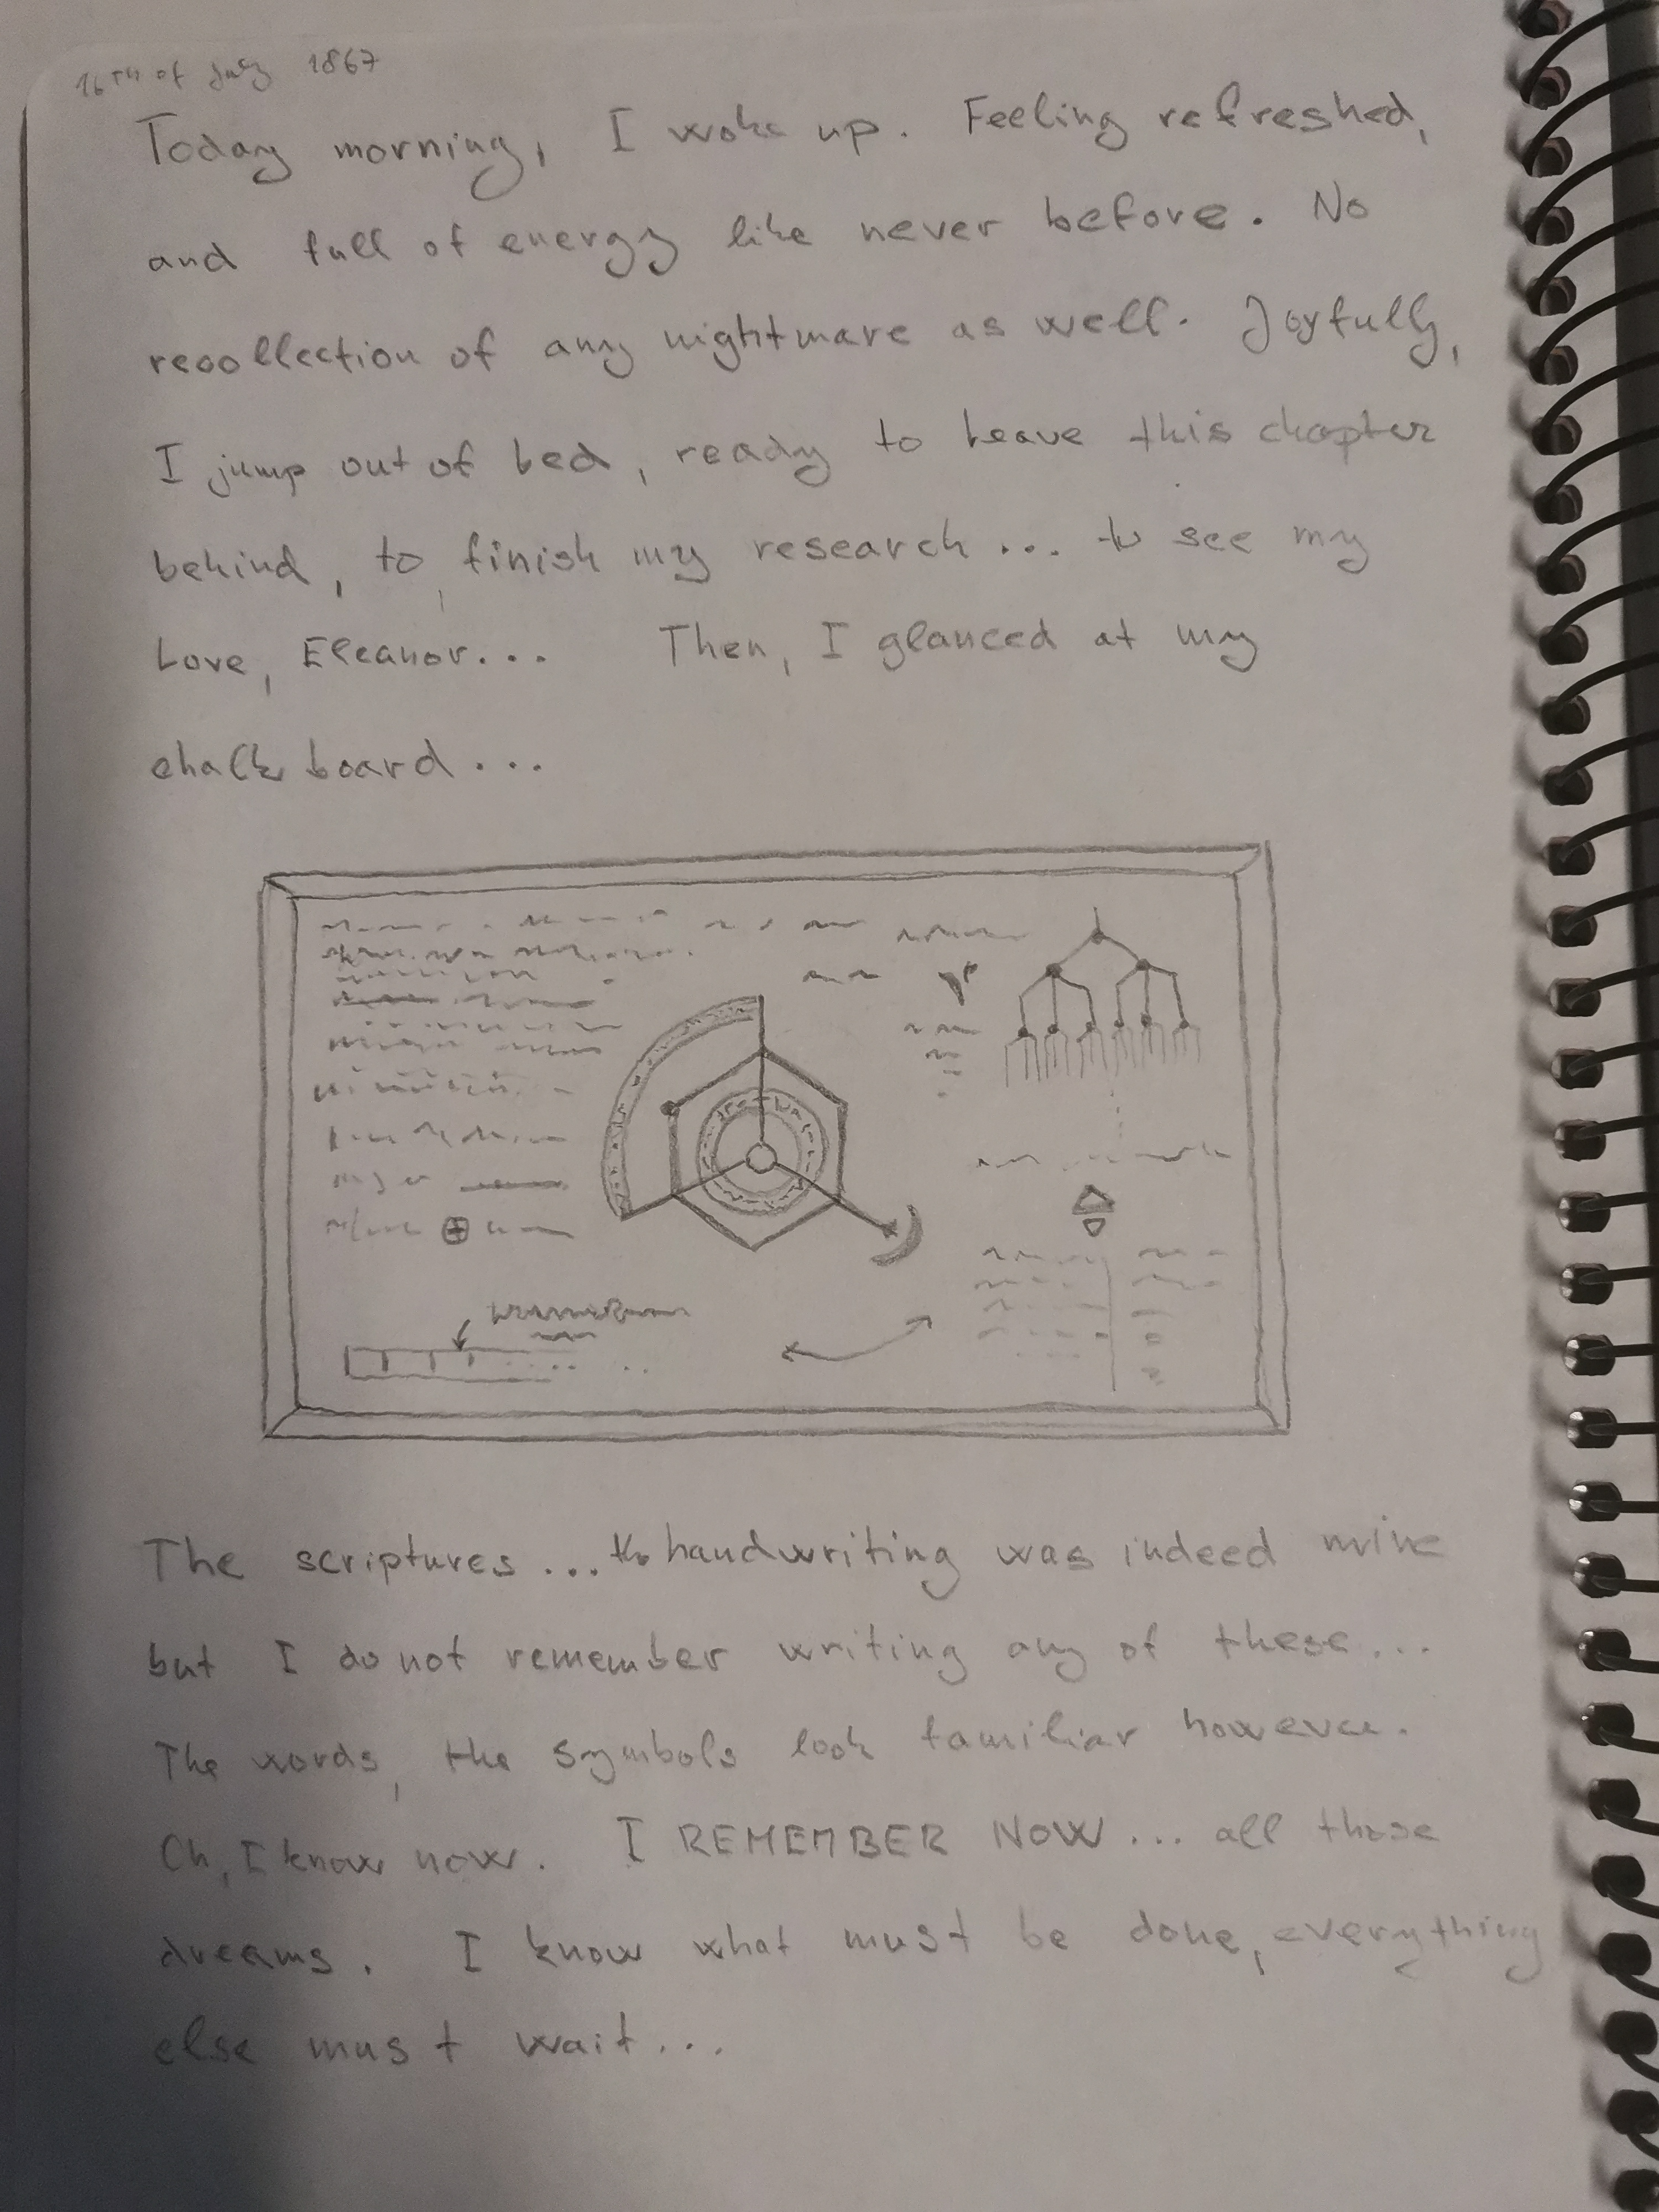 16TH of July 1867
Today morning, I woke up. Feeling refreshed,
and full of energy like never before. No
recollection of any nightmare as well. Joyfully,
I jump out of bed, ready to leave this chapter
behind, to finish my research... to see my
Love, Eleanor... Then, I glanced at my
chalk board...
The scriptures... the handwriting was indeed mine
but I do not remember writing any of these...
The words, the symbols look familiar however.
Oh, I know now. I REMEMBER NOW... all those
dreams. I know what must be done, everything
else must wait...